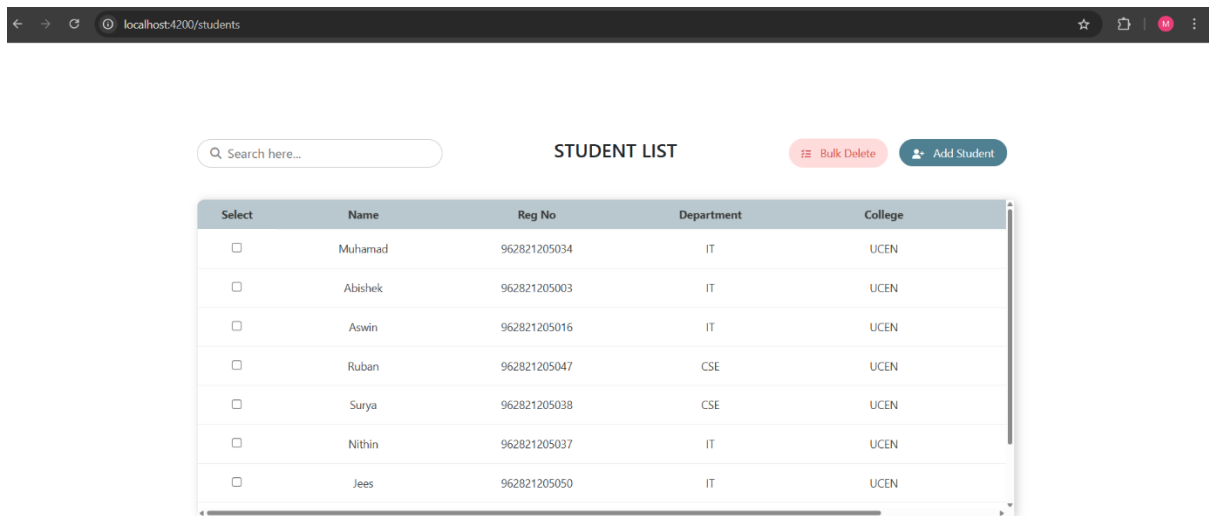 localhost:4200/students
M
Search here...
STUDENT LIST
Bulk Delete
Add Student
Select Name Reg No Department College
Muhamad 962821205034 IT UCEN
Abishek 962821205003 IT UCEN
Aswin 962821205016 IT UCEN
Ruban 962821205047 CSE UCEN
Surya 962821205038 CSE UCEN
Nithin 962821205037 IT UCEN
Jees 962821205050 IT UCEN